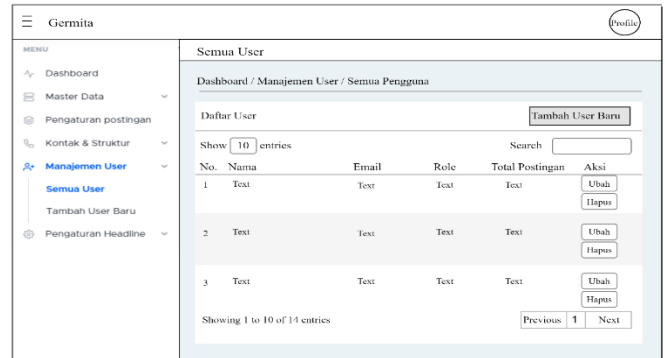 Germita
Profile
MENU
Dashboard
Master Data
Pengaturan postingan
Kontak & Struktur
Manajemen User
Semua User
Tambah User Baru
Pengaturan Headline
Semua User
Dashboard / Manajemen User / Semua Pengguna
Daftar User
Tambah User Baru
Show 10 entries
Search
No. Nama Email Role Total Postingan Aksi
1 Text Text Text Text Ubah
Hapus
2 Text Text Text Text Ubah
Hapus
3 Text Text Text Text Ubah
Hapus
Showing 1 to 10 of 14 entries
Previous 1 Next